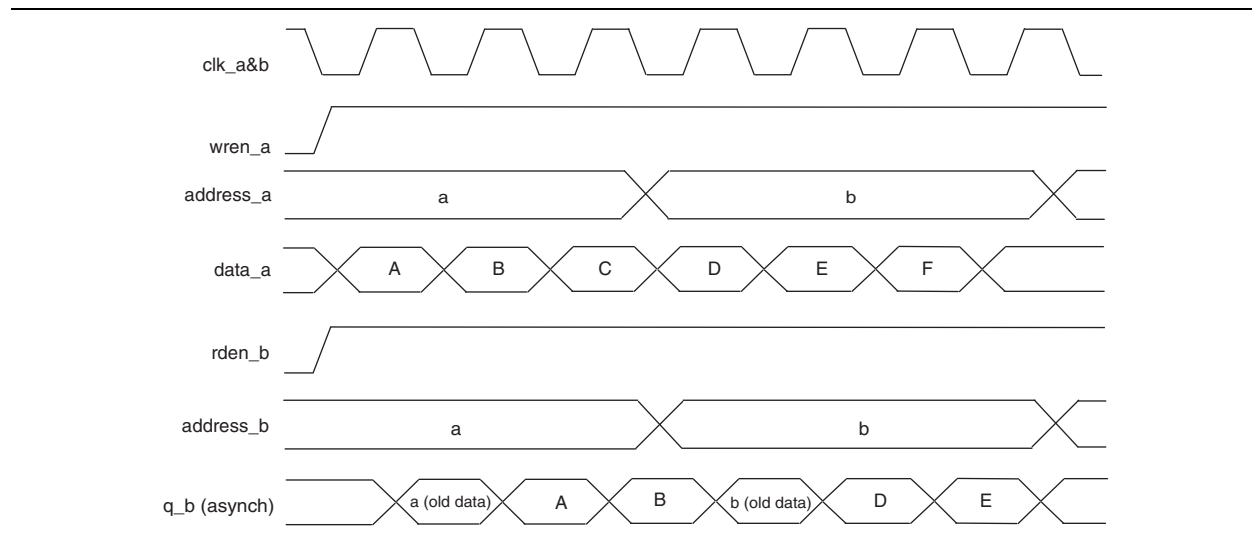 clk_a&b
wren_a
address_a a b
data_a A B C D E F
rden_b
address_b a b
q_b (asynch) a (old data) A B b (old data) D E